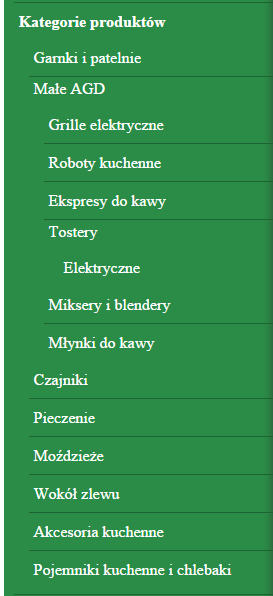 Kategorie produktów
Garnki i patelnie
Małe AGD
Grille elektryczne
Roboty kuchenne
Ekspresy do kawy
Tostery
Elektryczne
Miksery i blendery
Młynki do kawy
Czajniki
Pieczenie
Moździeże
Wokół zlewu
Akcesoria kuchenne
Pojemniki kuchenne i chlebaki